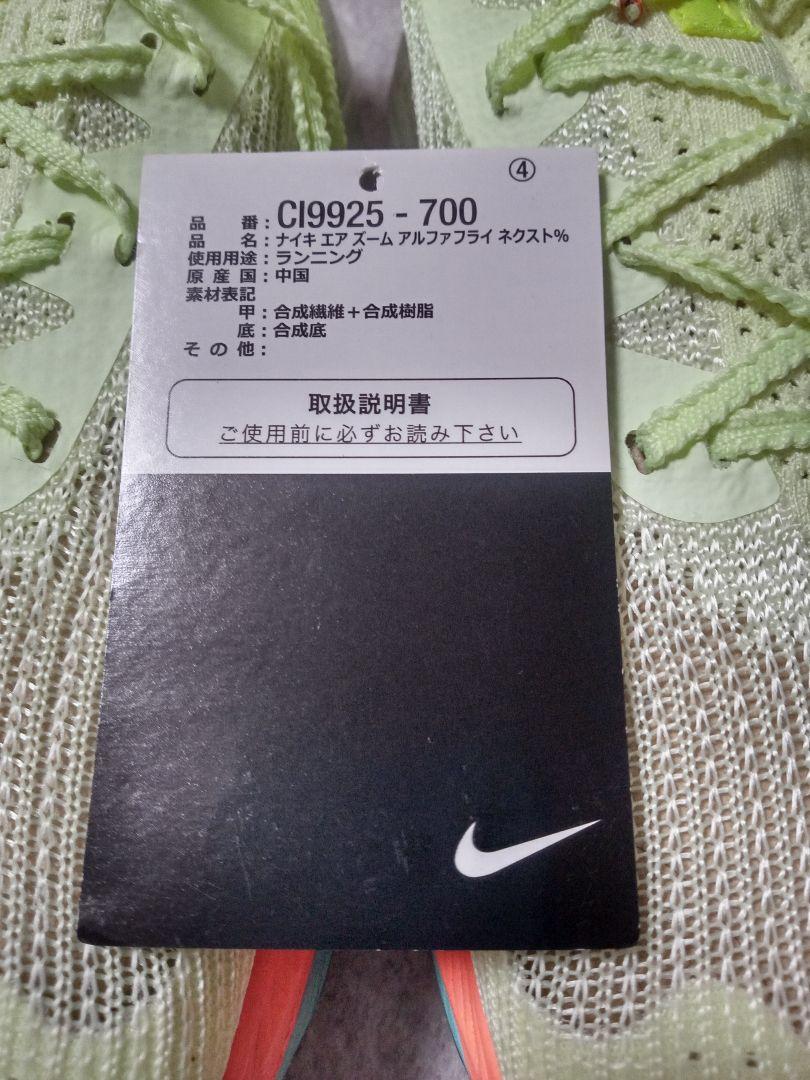 ④
品番：CI9925 - 700
品名：ナイキ エア ズーム アルファフライ ネクスト%
使用用途：ランニング
原産国：中国
素材表記
甲：合成繊維＋合成樹脂
底：合成底
その他：
取扱説明書
ご使用前に必ずお読み下さい